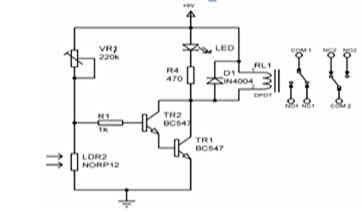 +9V
VR1
220k
LED
R4
470
D1
IN4004
RL1
DPDT
COM 1
NC2
NO2
NO1
NC1
COM 2
R1
1k
TR2
BC547
TR1
BC547
LDR2
NORP12